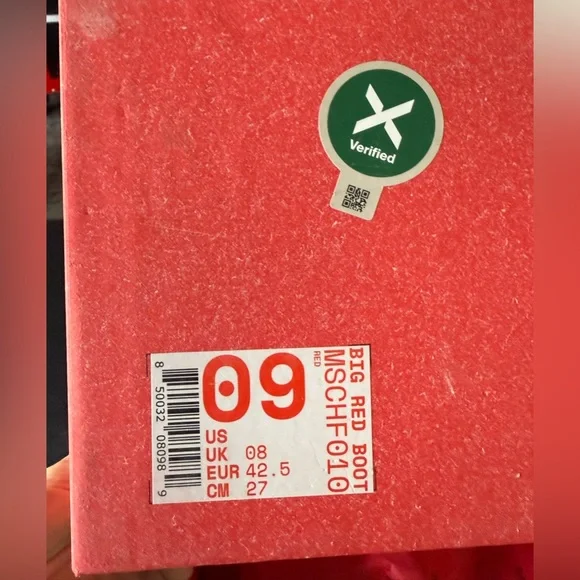 X
Verified
09
US
UK 08
EUR 42.5
CM 27
RED
BIG RED BOOT
MSCHF010
8 50032 08098 9